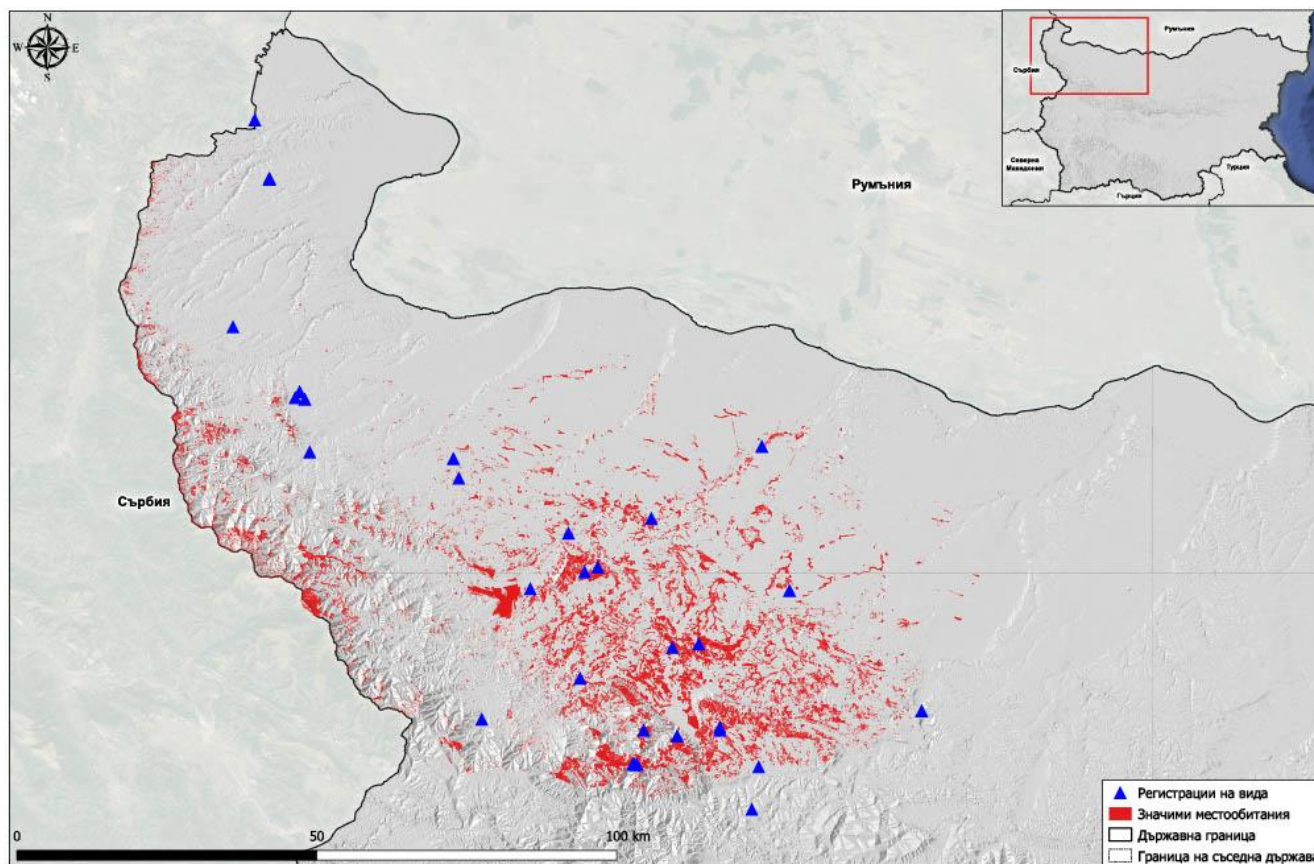 N
W E
S
Румъния
Сърбия
Северна
Македония
Турция
Гърция
Румъния
Сърбия
Регистрации на вида
Значими местообитания
Държавна граница
Граница на съседна държав
0 50 100 km